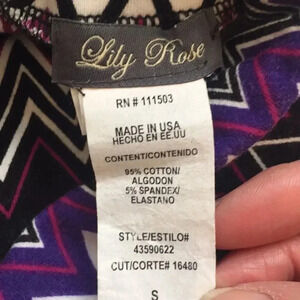 Lily Rose
RN # 111503
MADE IN USA
HECHO EN EE.UU
CONTENT/CONTENIDO
95% COTTON/
ALGODON
5% SPANDEX/
ELASTANO
STYLE/ESTILO#
43590622
CUT/CORTE# 16480
S